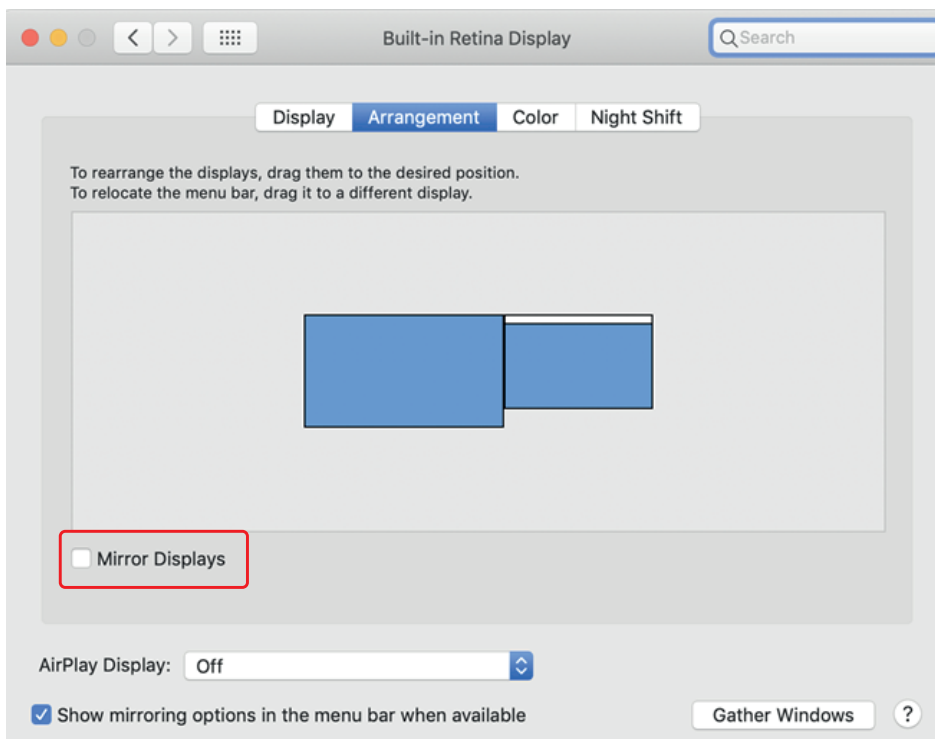 Built-in Retina Display
Search
Display Arrangement Color Night Shift
To rearrange the displays, drag them to the desired position.
To relocate the menu bar, drag it to a different display.
Mirror Displays
AirPlay Display: Off
Show mirroring options in the menu bar when available
Gather Windows ?